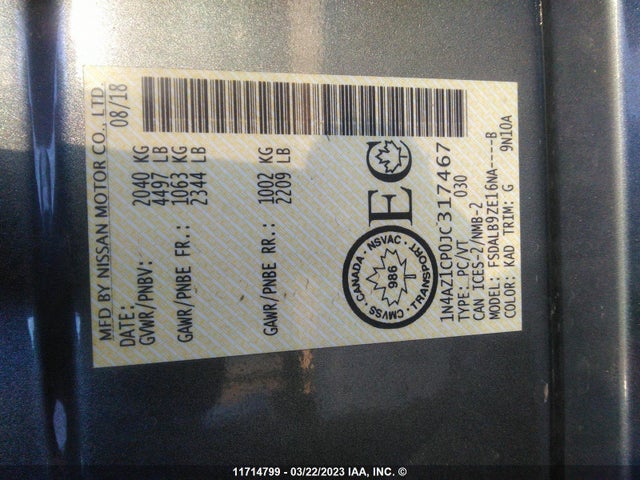 MFD BY NISSAN MOTOR CO., LTD.
DATE: 08/18
GVWR/PNBV: 2040 KG
4497 LB
GAWR/PNBE FR.: 1063 KG
2344 LB
GAWR/PNBE RR.: 1002 KG
2209 LB
CANADA · NSVAC · TRANSPORT · CMVSS ·
986
EC
1N4AZ1CP0JC317467
TYPE: PC/VT 030
CAN ICES-2/NMB-2
MODEL: FSDALB9ZE16NA----B
COLOR: KAD TRIM: G 9N10A
11714799 - 03/22/2023 IAA, INC. ©